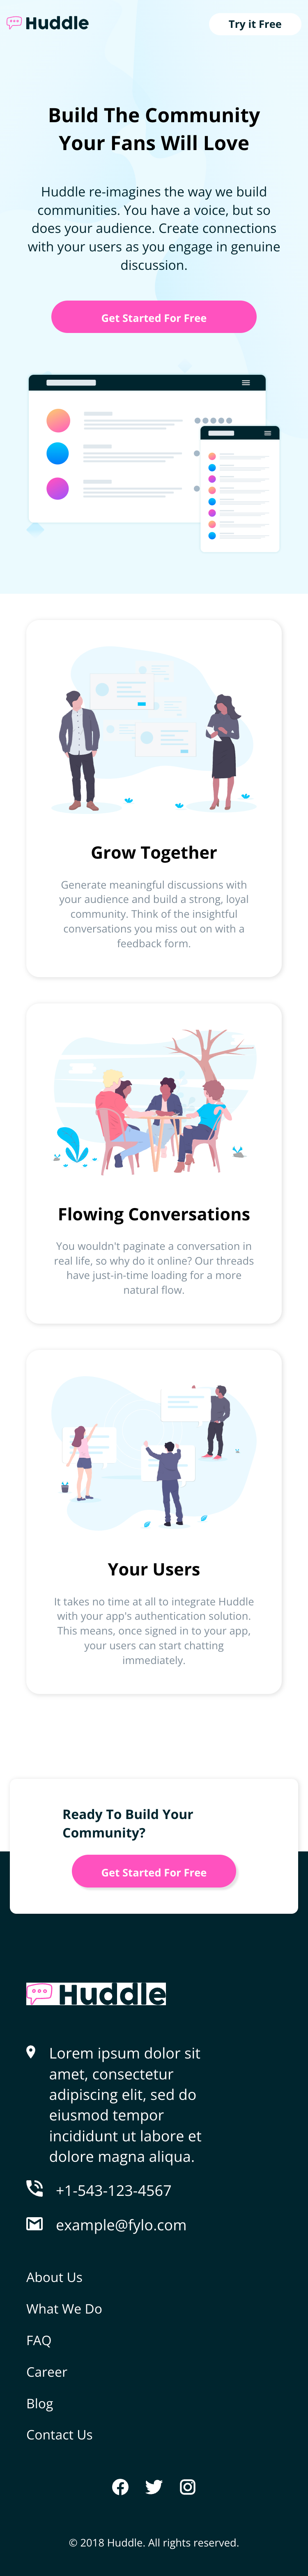 Huddle
Try it Free
Build The Community
Your Fans Will Love
Huddle re-imagines the way we build
communities. You have a voice, but so
does your audience. Create connections
with your users as you engage in genuine
discussion.
Get Started For Free
Grow Together
Generate meaningful discussions with
your audience and build a strong, loyal
community. Think of the insightful
conversations you miss out on with a
feedback form.
Flowing Conversations
You wouldn't paginate a conversation in
real life, so why do it online? Our threads
have just-in-time loading for a more
natural flow.
Your Users
It takes no time at all to integrate Huddle
with your app's authentication solution.
This means, once signed in to your app,
your users can start chatting
immediately.
Ready To Build Your
Community?
Get Started For Free
Huddle
Lorem ipsum dolor sit
amet, consectetur
adipiscing elit, sed do
eiusmod tempor
incididunt ut labore et
dolore magna aliqua.
+1-543-123-4567
example@fylo.com
About Us
What We Do
FAQ
Career
Blog
Contact Us
© 2018 Huddle. All rights reserved.